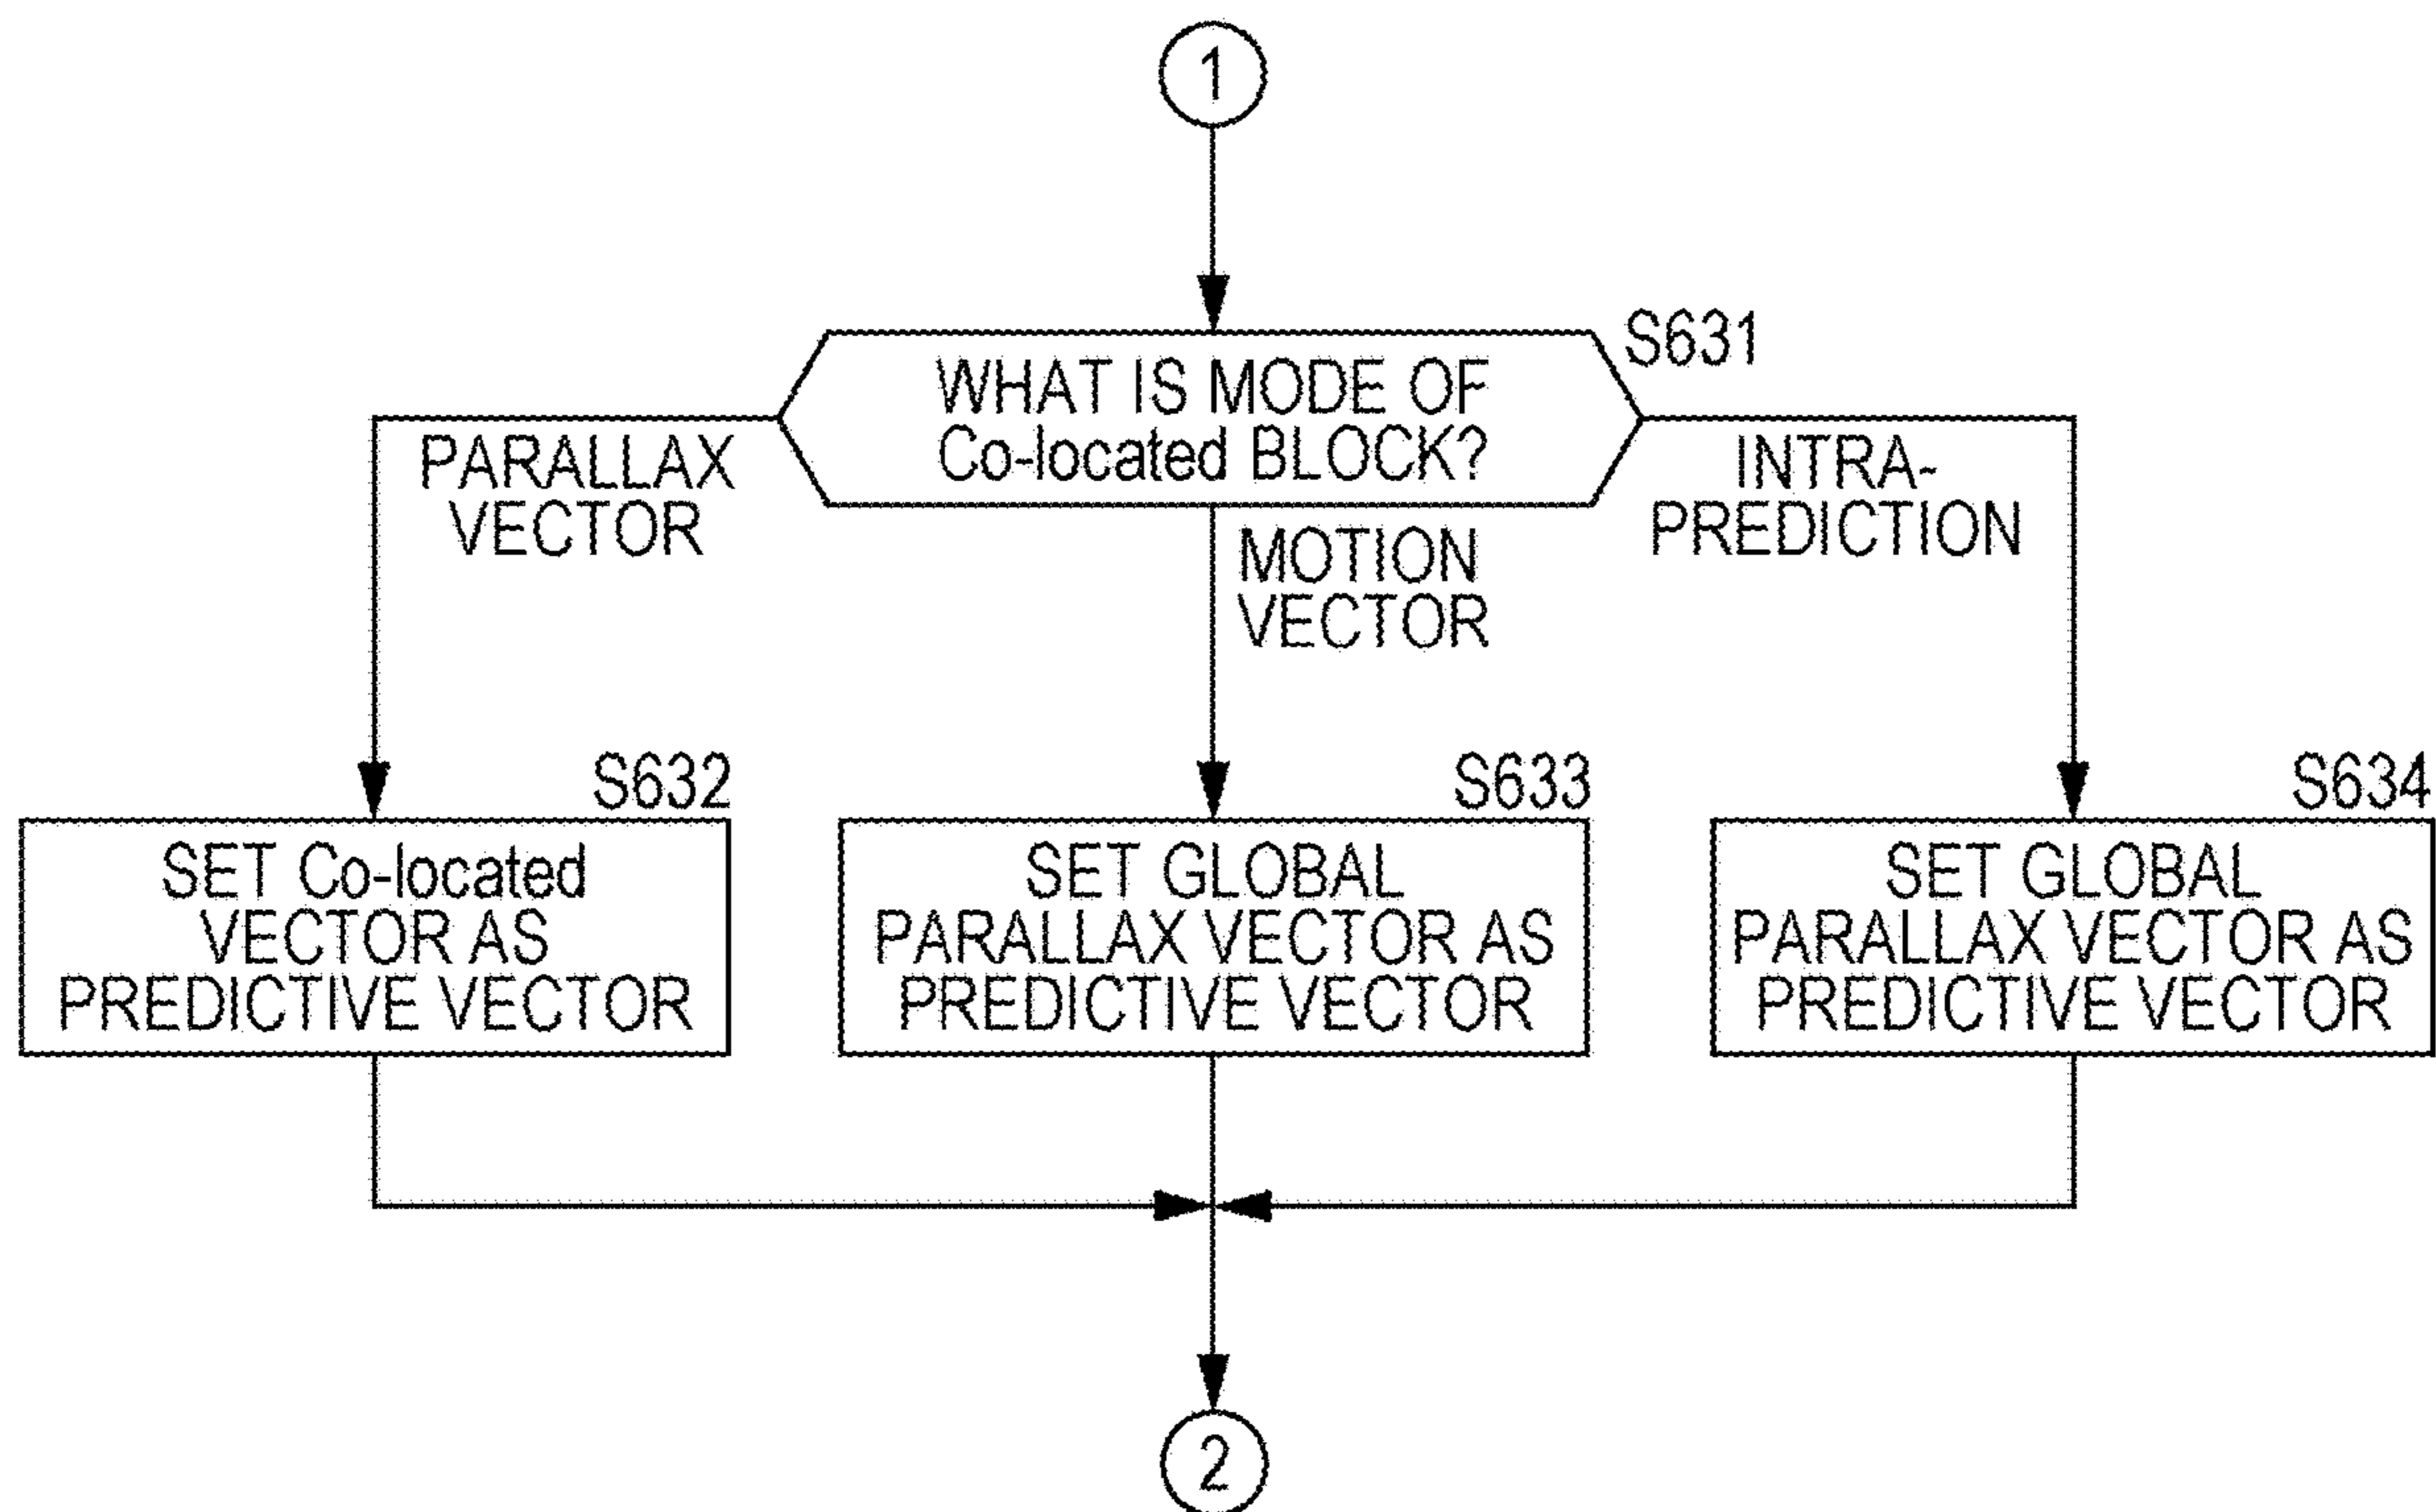 1
S631
WHAT IS MODE OF
Co-located BLOCK?
PARALLAX
VECTOR
MOTION
VECTOR
INTRA-
PREDICTION
S632
SET Co-located
VECTOR AS
PREDICTIVE VECTOR
S633
SET GLOBAL
PARALLAX VECTOR AS
PREDICTIVE VECTOR
S634
SET GLOBAL
PARALLAX VECTOR AS
PREDICTIVE VECTOR
2